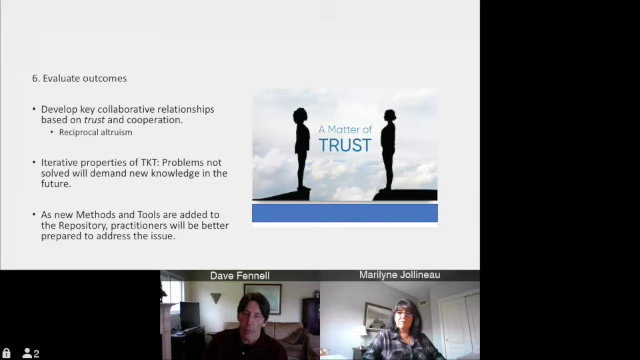 6. Evaluate outcomes
• Develop key collaborative relationships
based on trust and cooperation.
• Reciprocal altruism
• Iterative properties of TKT: Problems not
solved will demand new knowledge in the
future.
• As new Methods and Tools are added to
the Repository, practitioners will be better
prepared to address the issue.
A Matter of
TRUST
Dave Fennell
Marilyne Jollineau
2